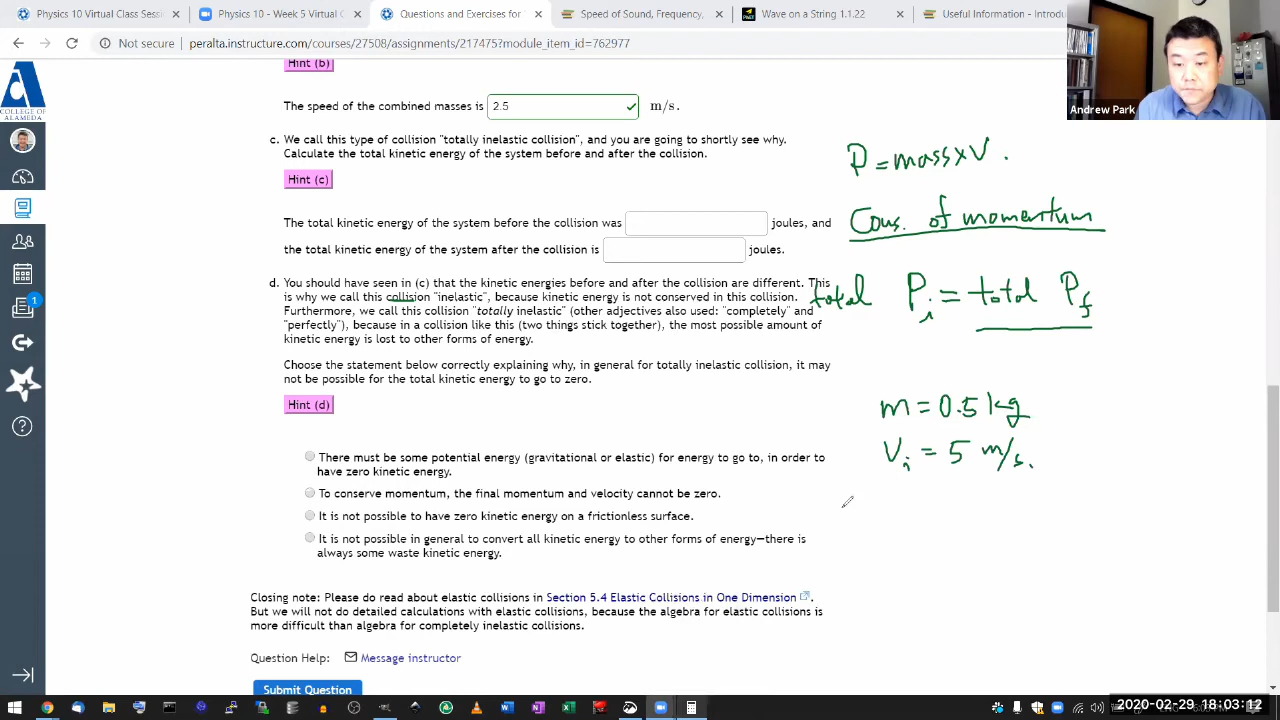 Physics 10 Virtual Classroom
Physics 10 - Week 5 Virtual C
Questions and Exercises for
Speed of Sound, Frequency,
Wave on a String 1.1.22
Useful Information - Introdu
Not secure
peralta.instructure.com/courses/27500/assignments/217475?module_item_id=762977
Andrew Park
COLLEGE OF
ALAMEDA
1
Hint (b)
The speed of the combined masses is 2.5 m/s.
c. We call this type of collision "totally inelastic collision", and you are going to shortly see why.
Calculate the total kinetic energy of the system before and after the collision.
Hint (c)
The total kinetic energy of the system before the collision was joules, and
the total kinetic energy of the system after the collision is joules.
d. You should have seen in (c) that the kinetic energies before and after the collision are different. This
is why we call this collision "inelastic", because kinetic energy is not conserved in this collision.
Furthermore, we call this collision "totally inelastic" (other adjectives also used: "completely" and
"perfectly"), because in a collision like this (two things stick together), the most possible amount of
kinetic energy is lost to other forms of energy.
Choose the statement below correctly explaining why, in general for totally inelastic collision, it may
not be possible for the total kinetic energy to go to zero.
Hint (d)
There must be some potential energy (gravitational or elastic) for energy to go to, in order to
have zero kinetic energy.
To conserve momentum, the final momentum and velocity cannot be zero.
It is not possible to have zero kinetic energy on a frictionless surface.
It is not possible in general to convert all kinetic energy to other forms of energy—there is
always some waste kinetic energy.
Closing note: Please do read about elastic collisions in Section 5.4 Elastic Collisions in One Dimension.
But we will not do detailed calculations with elastic collisions, because the algebra for elastic collisions is
more difficult than algebra for completely inelastic collisions.
Question Help: Message instructor
Submit Question
P = mass x V.
Cons. of momentum
total Pi = total Pf
m = 0.5 kg
Vi = 5 m/s.
2020-02-29 18:03:12